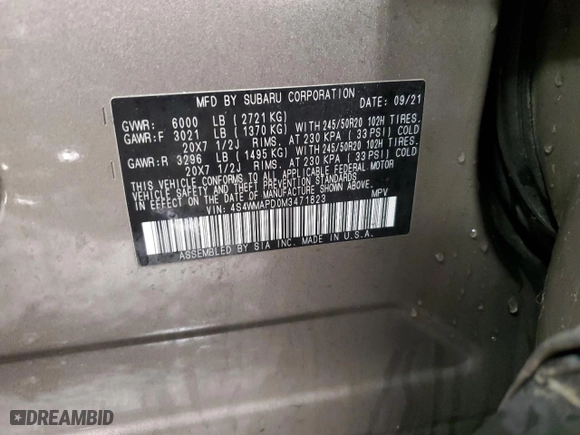 MFD BY SUBARU CORPORATION DATE: 09/21
GVWR: 6000 LB (2721 KG)
GAWR:F 3021 LB (1370 KG) WITH 245/50R20 102H TIRES.
20X7 1/2J RIMS. AT 230 KPA (33 PSI) COLD
GAWR:R 3296 LB (1495 KG) WITH 245/50R20 102H TIRES.
20X7 1/2J RIMS. AT 230 KPA (33 PSI) COLD
THIS VEHICLE CONFORMS TO ALL APPLICABLE FEDERAL MOTOR
VEHICLE SAFETY AND THEFT PREVENTION STANDARDS
IN EFFECT ON THE DATE OF MANUFACTURE SHOWN ABOVE.
VIN: 4S4WMAPD0M3471823 MPV
ASSEMBLED BY SIA INC. MADE IN U.S.A.
DREAMBID